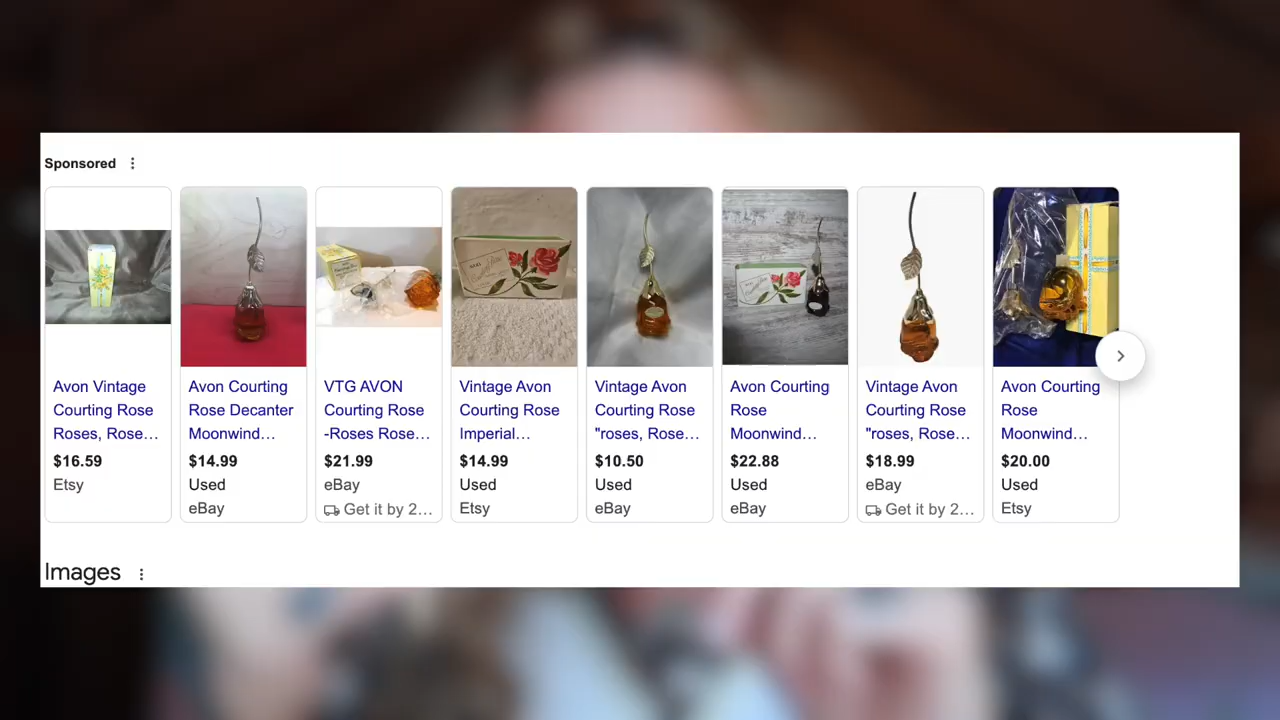 Sponsored
Avon Vintage
Courting Rose
Roses, Rose…
$16.59
Etsy
Avon Courting
Rose Decanter
Moonwind…
$14.99
Used
eBay
VTG AVON
Courting Rose
-Roses Rose…
$21.99
eBay
Get it by 2…
Vintage Avon
Courting Rose
Imperial…
$14.99
Used
Etsy
Vintage Avon
Courting Rose
"roses, Rose…
$10.50
Used
eBay
Avon Courting
Rose
Moonwind…
$22.88
Used
eBay
Vintage Avon
Courting Rose
"roses, Rose…
$18.99
eBay
Get it by 2…
Avon Courting
Rose
Moonwind…
$20.00
Used
Etsy
Images